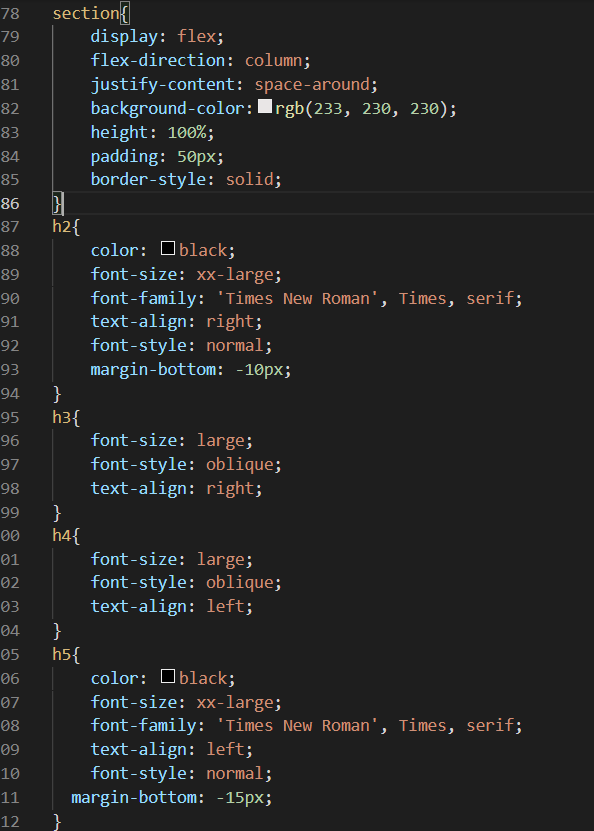 78 section{
79 display: flex;
80 flex-direction: column;
81 justify-content: space-around;
82 background-color: rgb(233, 230, 230);
83 height: 100%;
84 padding: 50px;
85 border-style: solid;
86 }
87 h2{
88 color: black;
89 font-size: xx-large;
90 font-family: 'Times New Roman', Times, serif;
91 text-align: right;
92 font-style: normal;
93 margin-bottom: -10px;
94 }
95 h3{
96 font-size: large;
97 font-style: oblique;
98 text-align: right;
99 }
00 h4{
01 font-size: large;
02 font-style: oblique;
03 text-align: left;
04 }
05 h5{
06 color: black;
07 font-size: xx-large;
08 font-family: 'Times New Roman', Times, serif;
09 text-align: left;
10 font-style: normal;
11 margin-bottom: -15px;
12 }